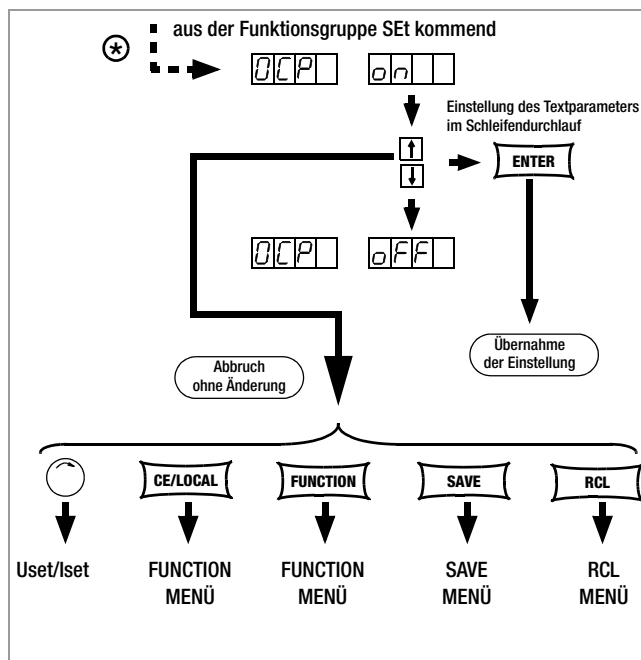 aus der Funktionsgruppe SEt kommend
OCP on
Einstellung des Textparameters
im Schleifendurchlauf
ENTER
OCP oFF
Übernahme
der Einstellung
Abbruch
ohne Änderung
CE/LOCAL FUNCTION SAVE RCL
Uset/Iset FUNCTION FUNCTION SAVE RCL
MENÜ MENÜ MENÜ MENÜ